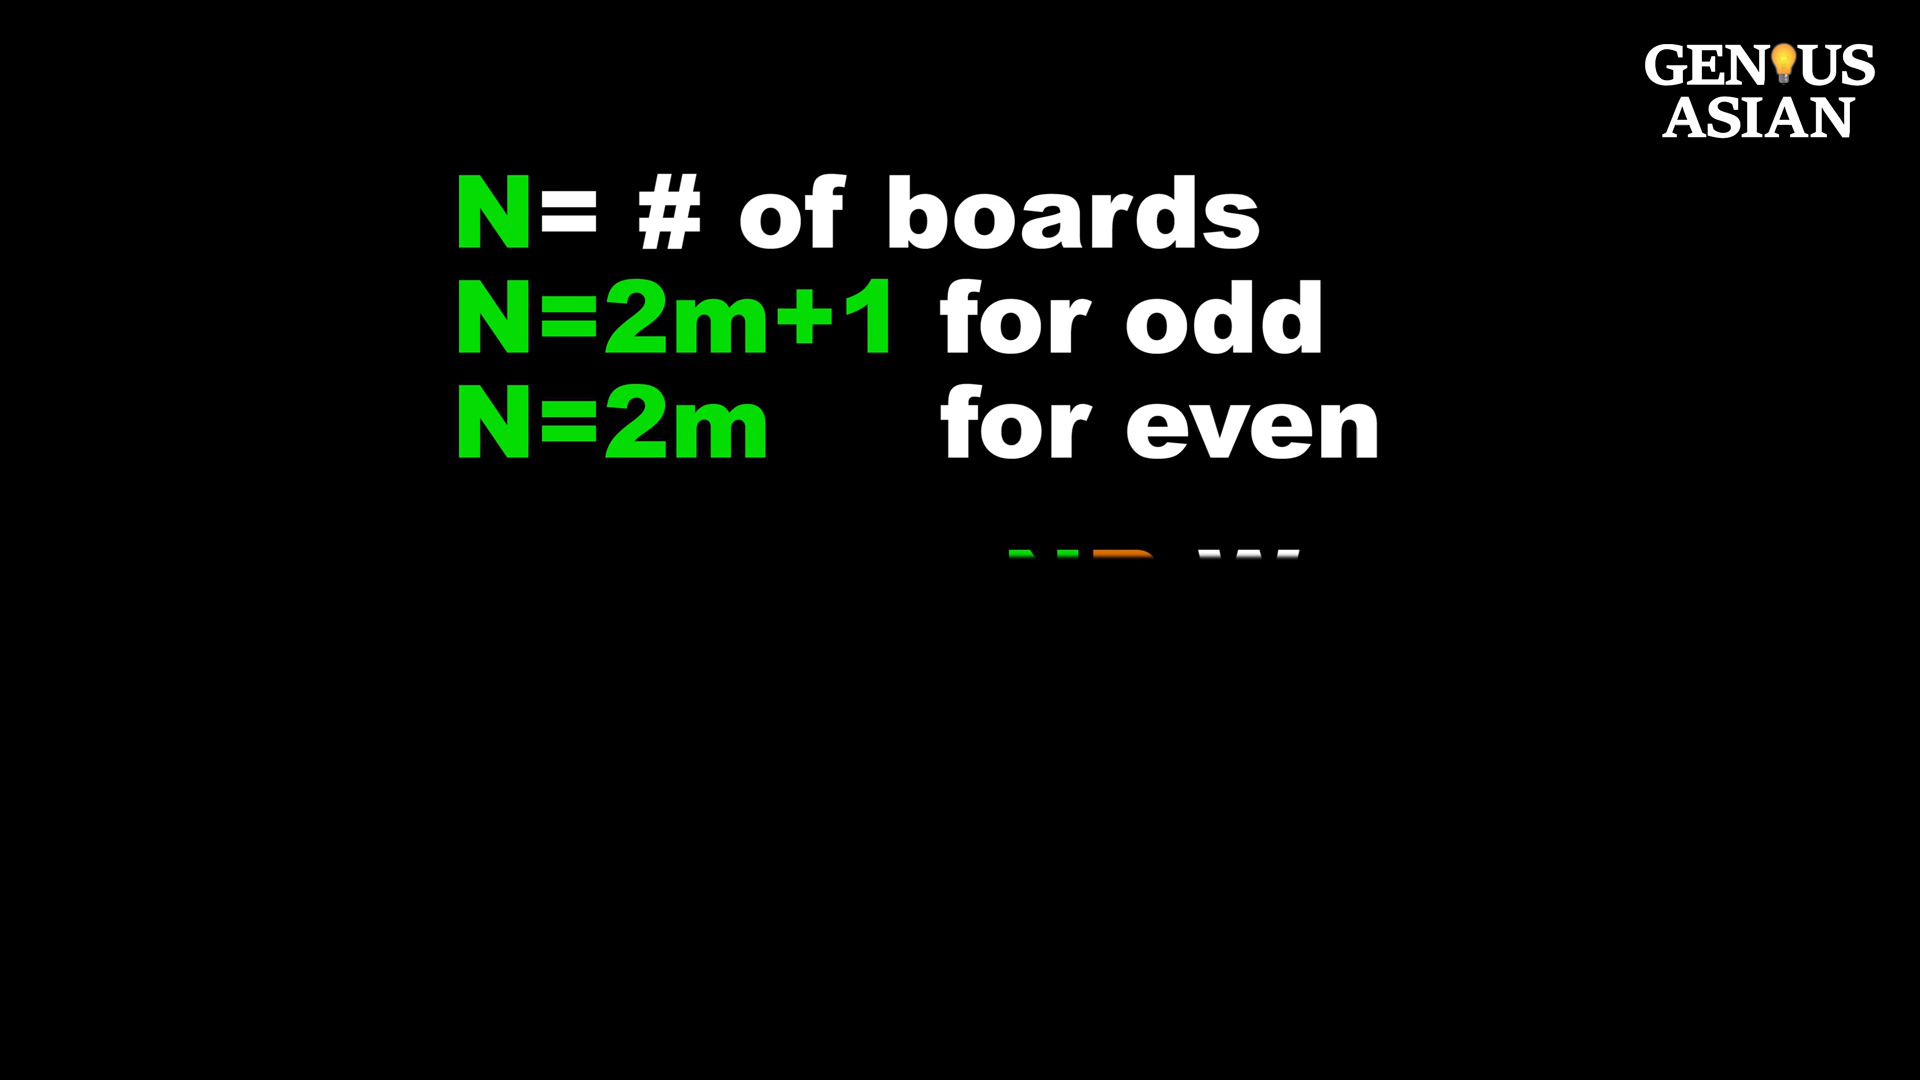 GENIUS
ASIAN
N= # of boards
N=2m+1 for odd
N=2m for even